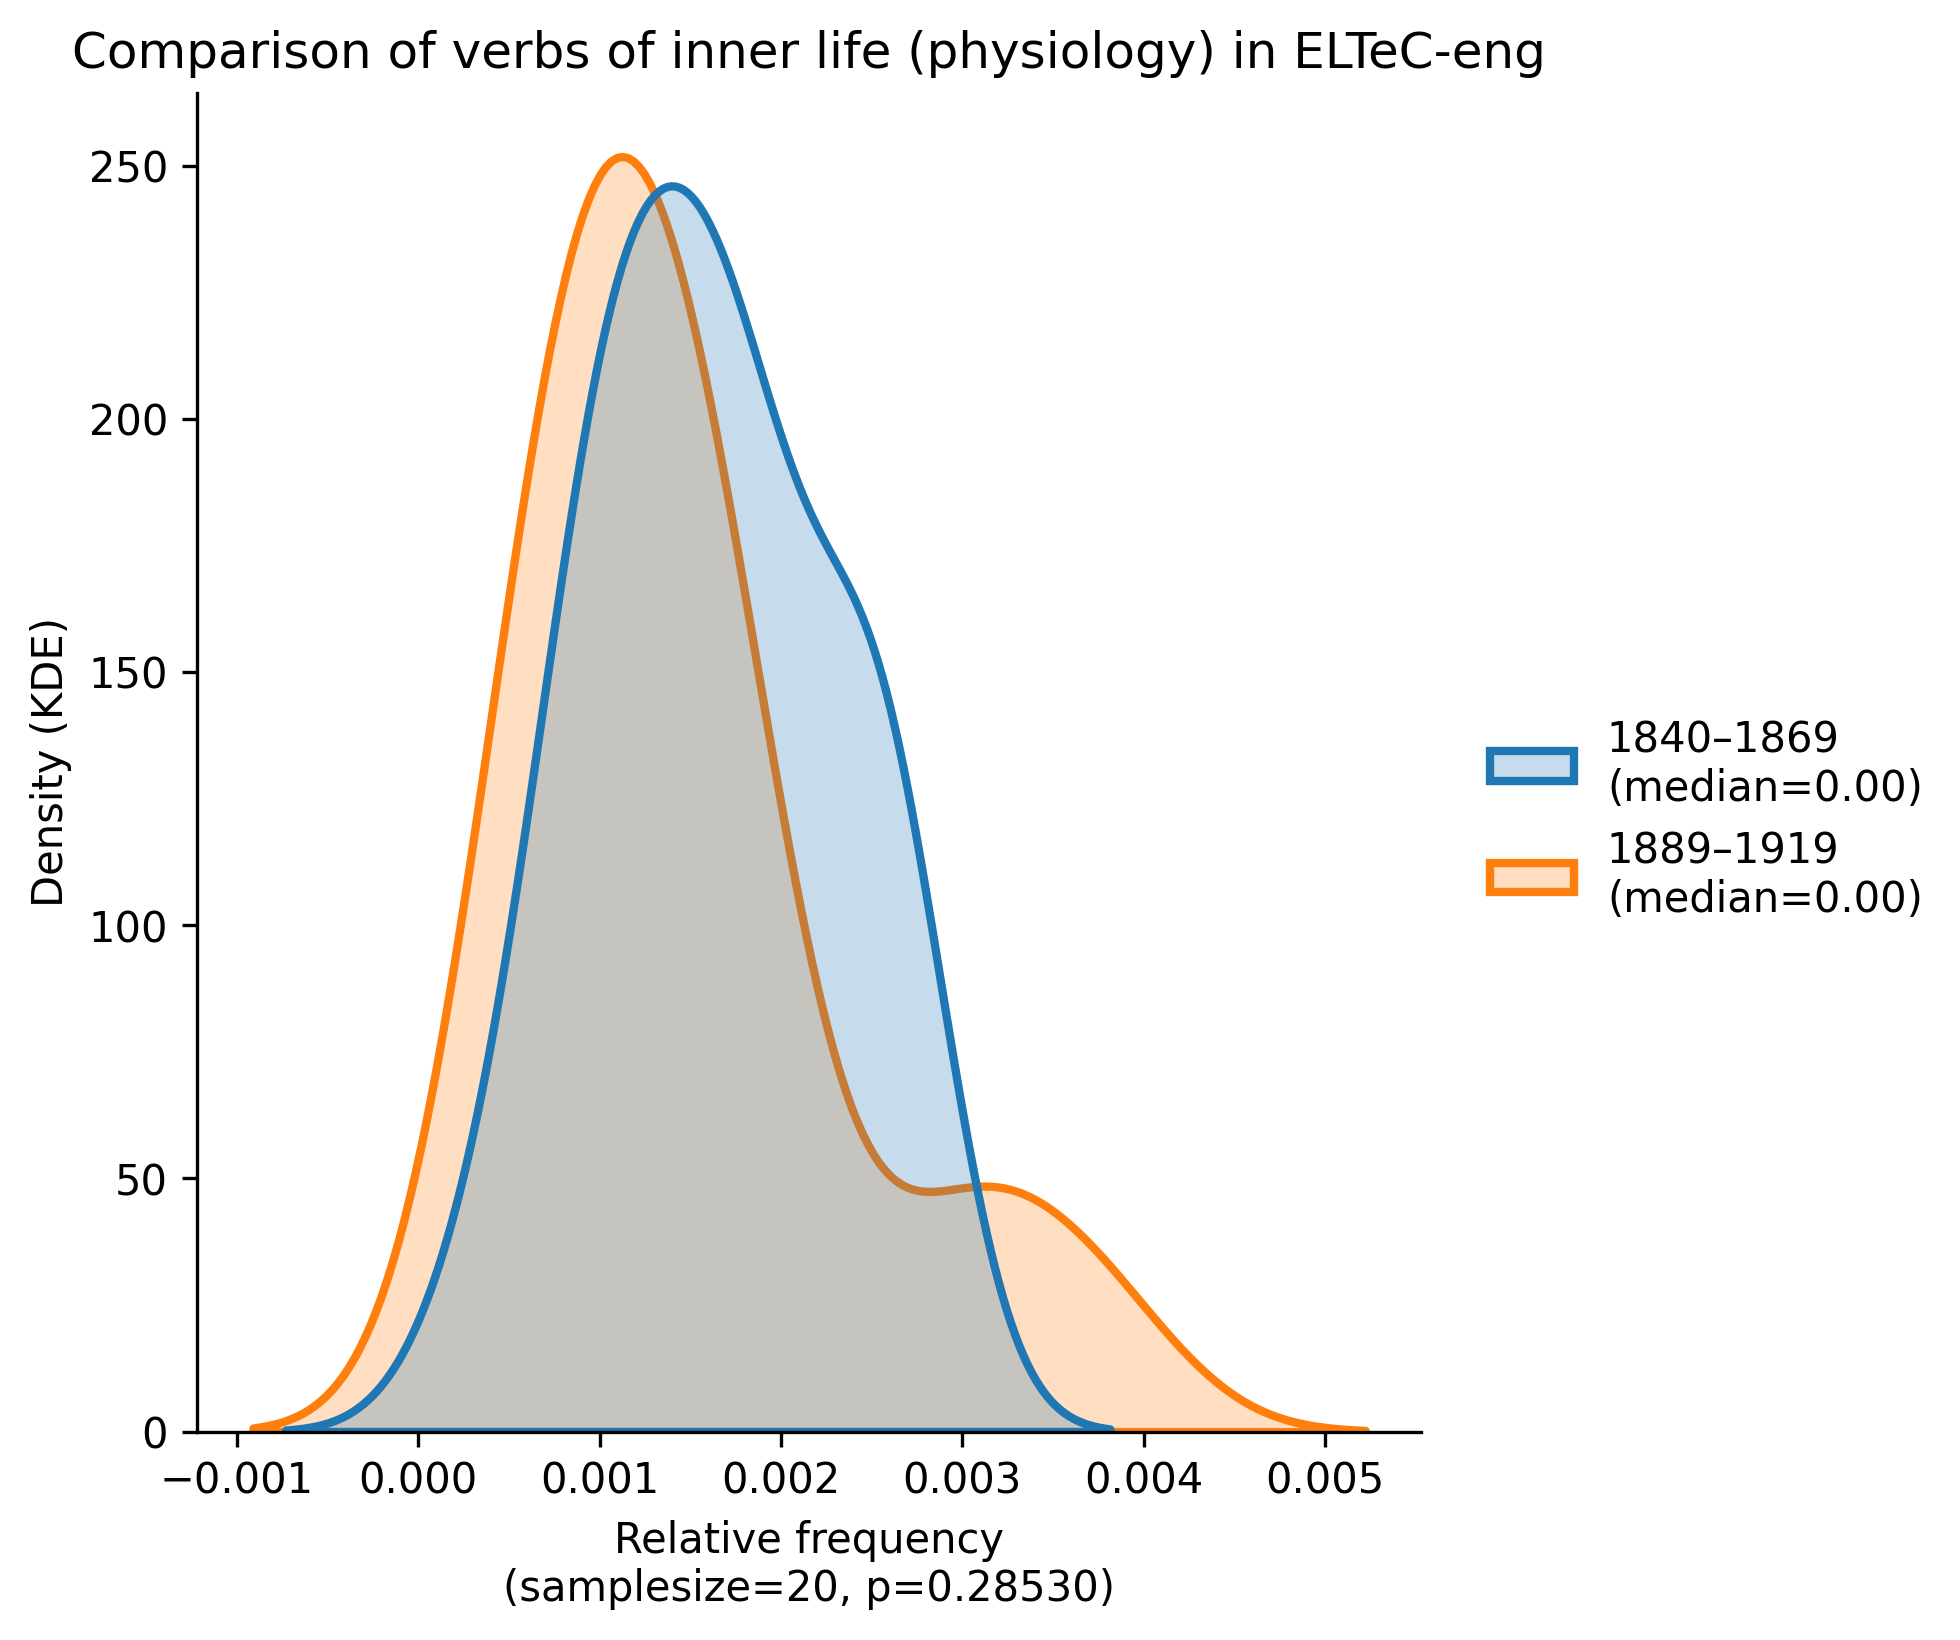 Comparison of verbs of inner life (physiology) in ELTeC-eng
250
200
150
100
50
0
Density (KDE)
−0.001 0.000 0.001 0.002 0.003 0.004 0.005
Relative frequency
(samplesize=20, p=0.28530)
1840–1869
(median=0.00)
1889–1919
(median=0.00)